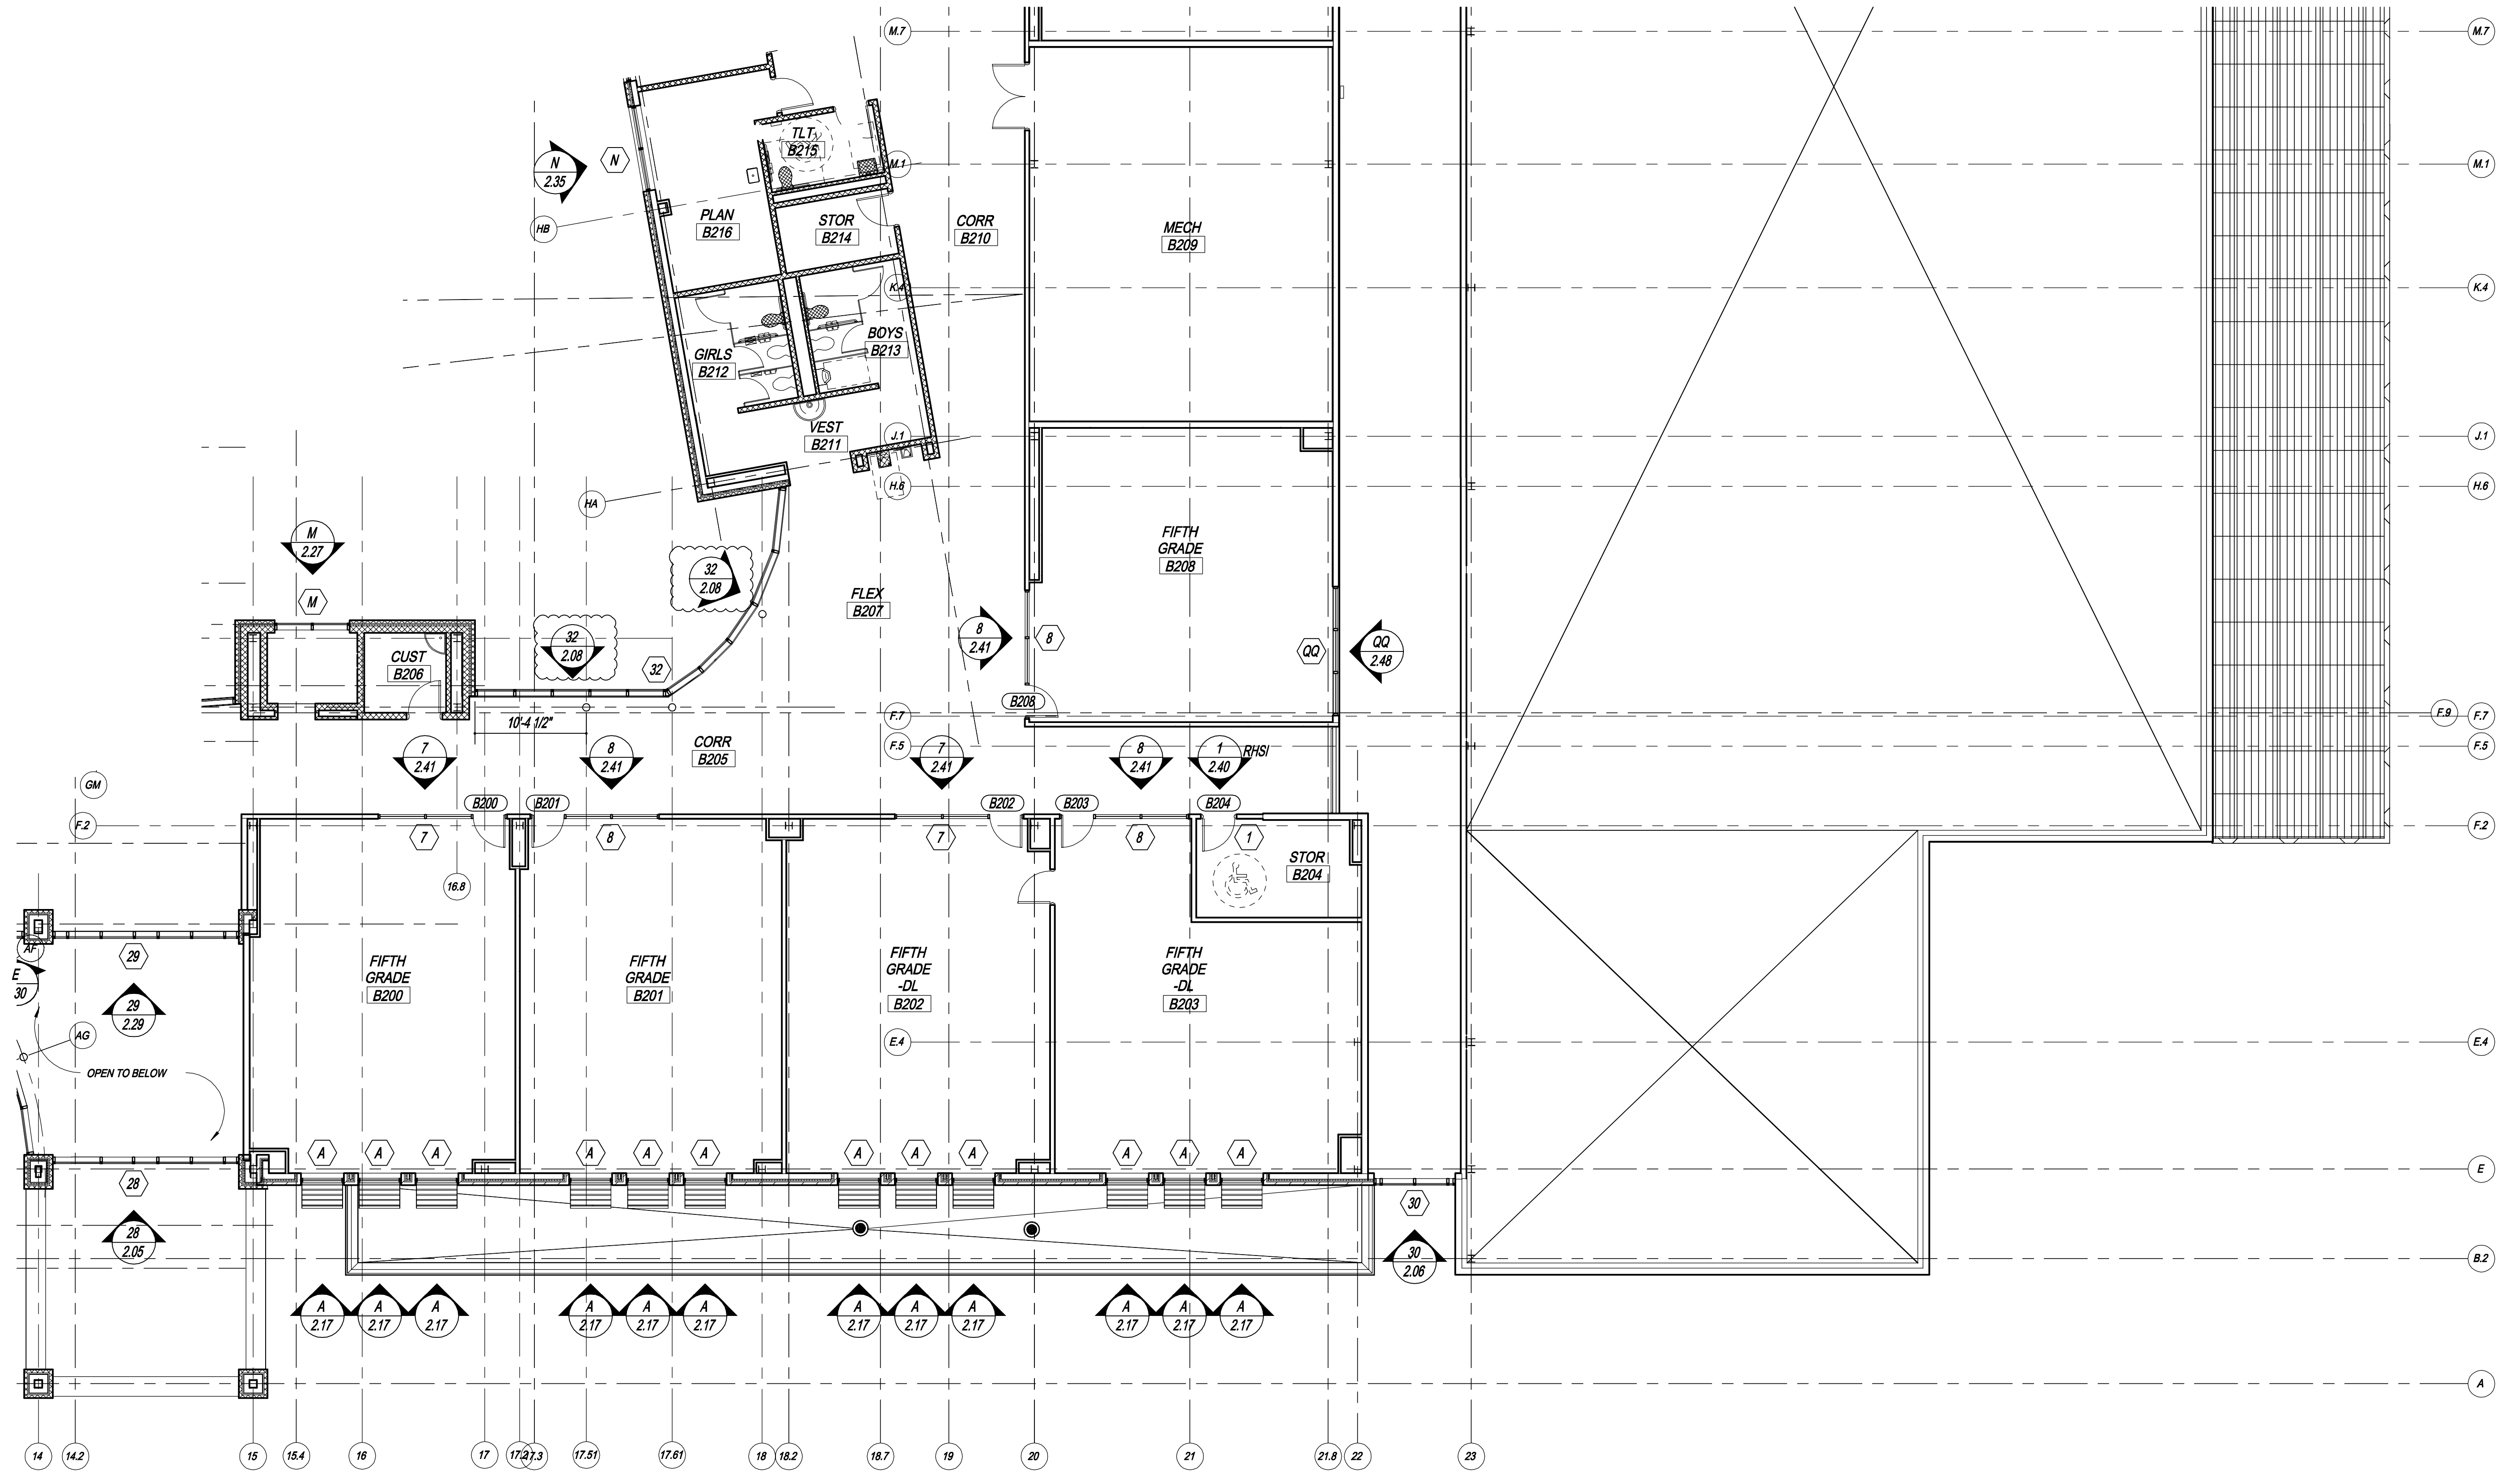 M.7
M.7
TLT
B215
N
2.35
N
M.1
M.1
PLAN
B216
STOR
B214
CORR
B210
MECH
B209
HB
K.4
K.4
BOYS
B213
GIRLS
B212
VEST
B211
J.1
J.1
H.6
H.6
HA
M
2.27
M
32
2.08
FIFTH
GRADE
B208
FLEX
B207
32
2.08
8
2.41
8
QQ
QQ
2.48
CUST
B206
32
B208
10'-4 1/2"
F.7
F.9
F.7
CORR
B205
F.5
F.5
7
2.41
8
2.41
7
2.41
8
2.41
1
2.40
RHSI
GM
B200
B201
B202
B203
B204
F.2
F.2
7
8
7
8
1
STOR
B204
16.8
AF
29
E
30
FIFTH
GRADE
B200
FIFTH
GRADE
B201
FIFTH
GRADE
-DL
B202
FIFTH
GRADE
-DL
B203
29
2.29
AG
E.4
E.4
OPEN TO BELOW
A
A
A
A
A
A
A
A
A
A
A
A
E
28
30
28
2.05
30
2.06
B.2
A
2.17
A
2.17
A
2.17
A
2.17
A
2.17
A
2.17
A
2.17
A
2.17
A
2.17
A
2.17
A
2.17
A
2.17
A
14
14.2
15
15.4
16
17
17.2
17.3
17.51
17.61
18
18.2
18.7
19
20
21
21.8
22
23